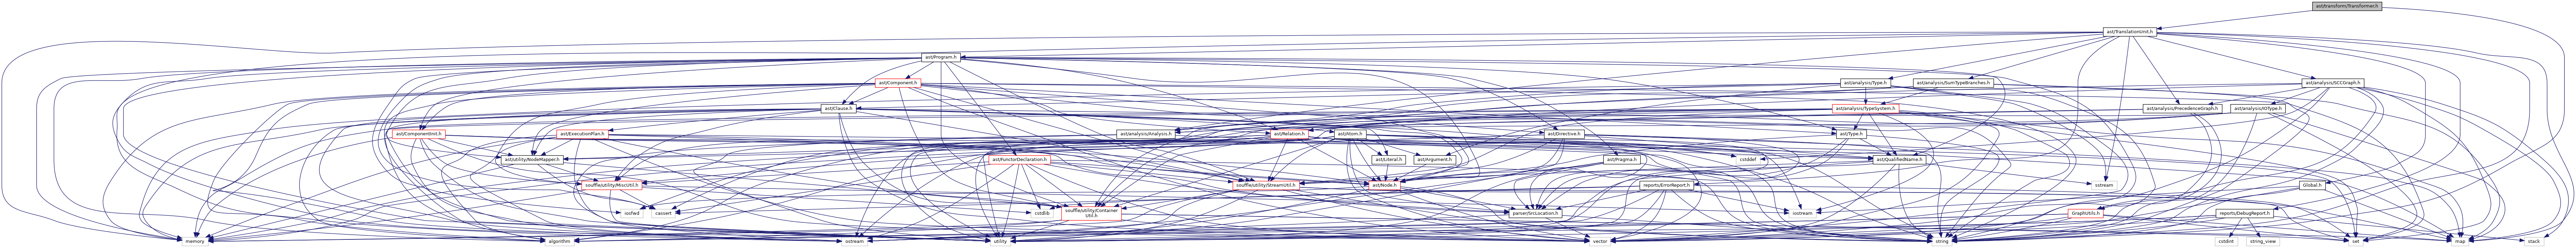 ast/transform/Transformer.h
ast/TranslationUnit.h
ast/Program.h
ast/Component.h
ast/analysis/Type.h
ast/analysis/SumTypeBranches.h
ast/analysis/SCCGraph.h
ast/Clause.h
ast/analysis/TypeSystem.h
ast/analysis/PrecedenceGraph.h
ast/analysis/IOType.h
ast/ComponentInit.h
ast/ExecutionPlan.h
ast/analysis/Analysis.h
ast/Relation.h
ast/Atom.h
ast/Directive.h
ast/Type.h
ast/utility/NodeMapper.h
ast/FunctorDeclaration.h
ast/Literal.h
ast/Argument.h
cstddef
ast/Pragma.h
ast/QualifiedName.h
souffle/utility/MiscUtil.h
souffle/utility/StreamUtil.h
ast/Node.h
reports/ErrorReport.h
sstream
Global.h
iosfwd
cassert
cstdlib
souffle/utility/Container
Util.h
parser/SrcLocation.h
iostream
GraphUtils.h
reports/DebugReport.h
memory
algorithm
ostream
utility
vector
string
cstdint
string_view
set
map
stack